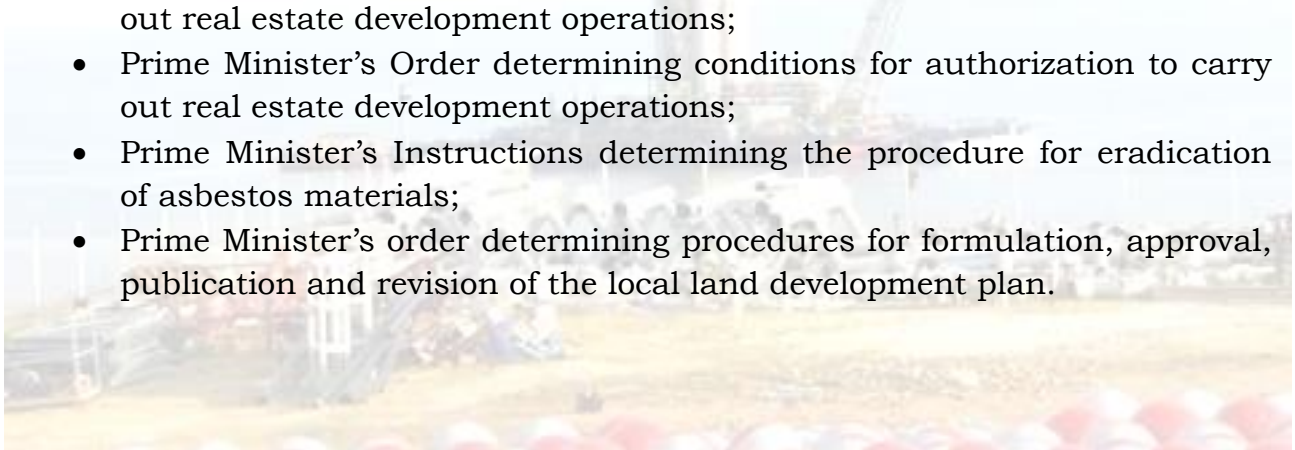 out real estate development operations;
• Prime Minister’s Order determining conditions for authorization to carry
out real estate development operations;
• Prime Minister’s Instructions determining the procedure for eradication
of asbestos materials;
• Prime Minister’s order determining procedures for formulation, approval,
publication and revision of the local land development plan.